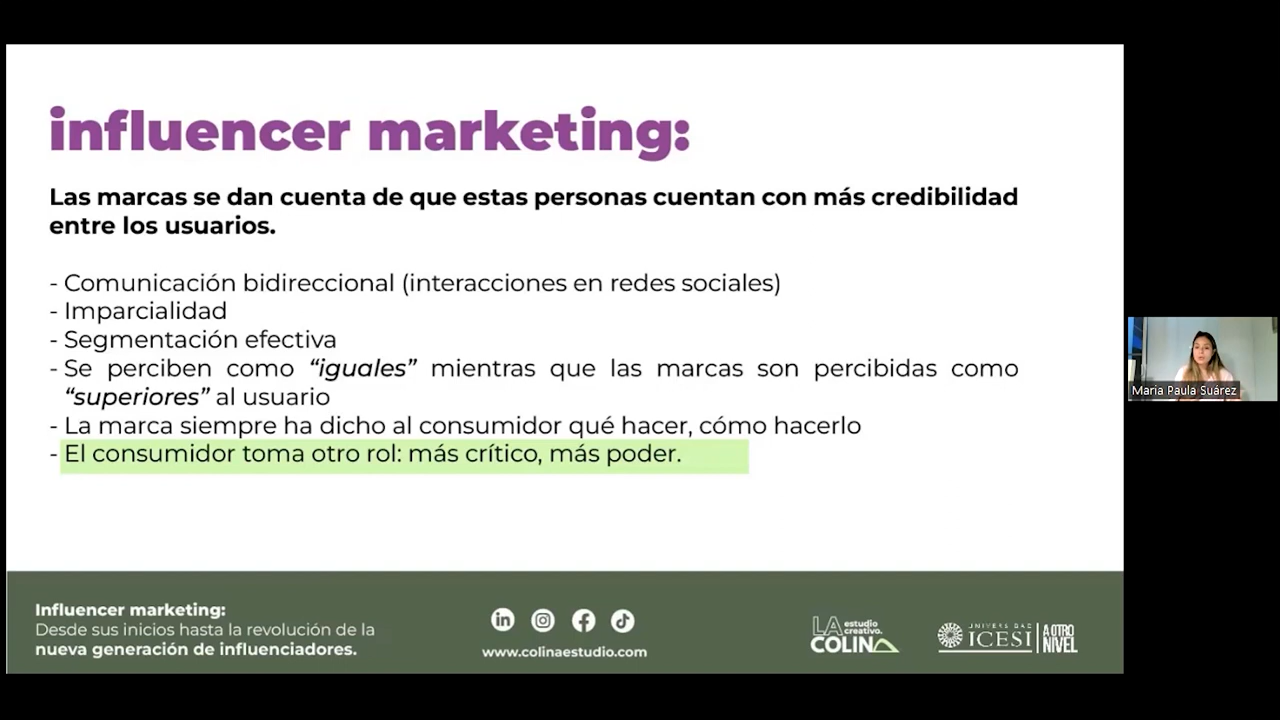 influencer marketing:
Las marcas se dan cuenta de que estas personas cuentan con más credibilidad
entre los usuarios.
- Comunicación bidireccional (interacciones en redes sociales)
- Imparcialidad
- Segmentación efectiva
- Se perciben como “iguales” mientras que las marcas son percibidas como
“superiores” al usuario
- La marca siempre ha dicho al consumidor qué hacer, cómo hacerlo
- El consumidor toma otro rol: más crítico, más poder.
Maria Paula Suárez
Influencer marketing:
Desde sus inicios hasta la revolución de la
nueva generación de influenciadores.
in
www.colinaestudio.com
LA estudio creativo.
COLINA
UNIVERSIDAD
ICESI
A OTRO
NIVEL